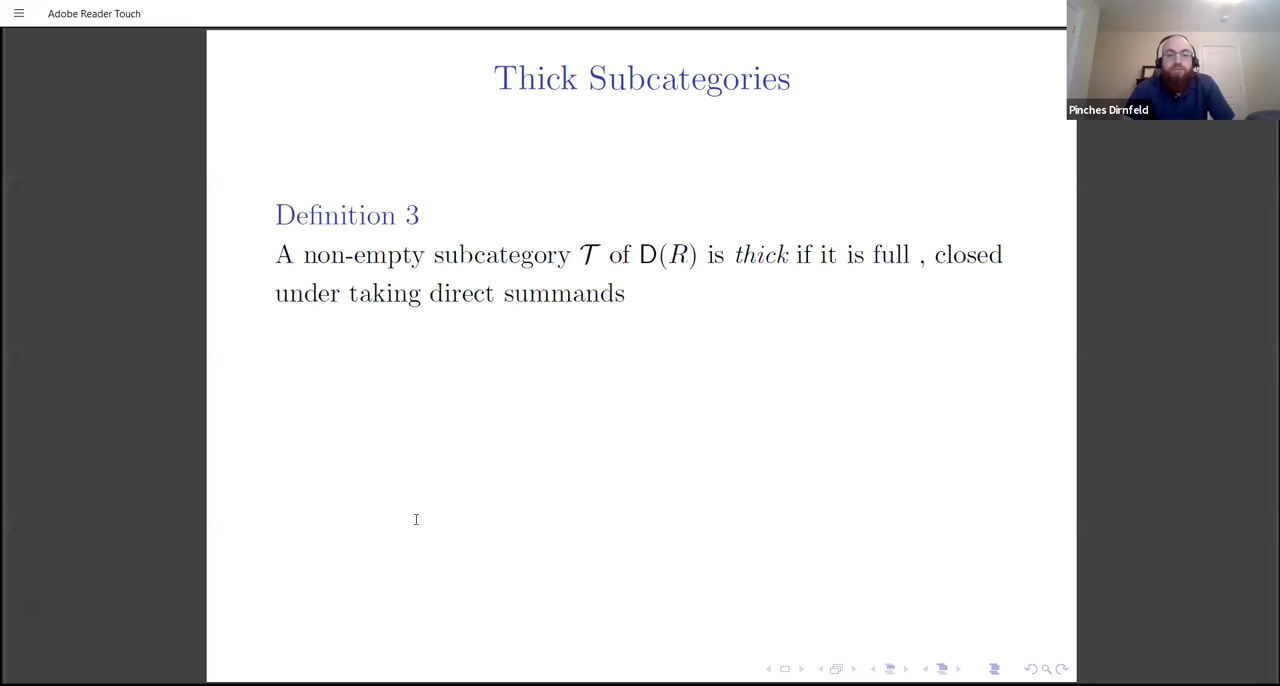 Adobe Reader Touch
Pinches Dirnfeld
Thick Subcategories
Definition 3
A non-empty subcategory 𝒯 of D(R) is thick if it is full , closed
under taking direct summands